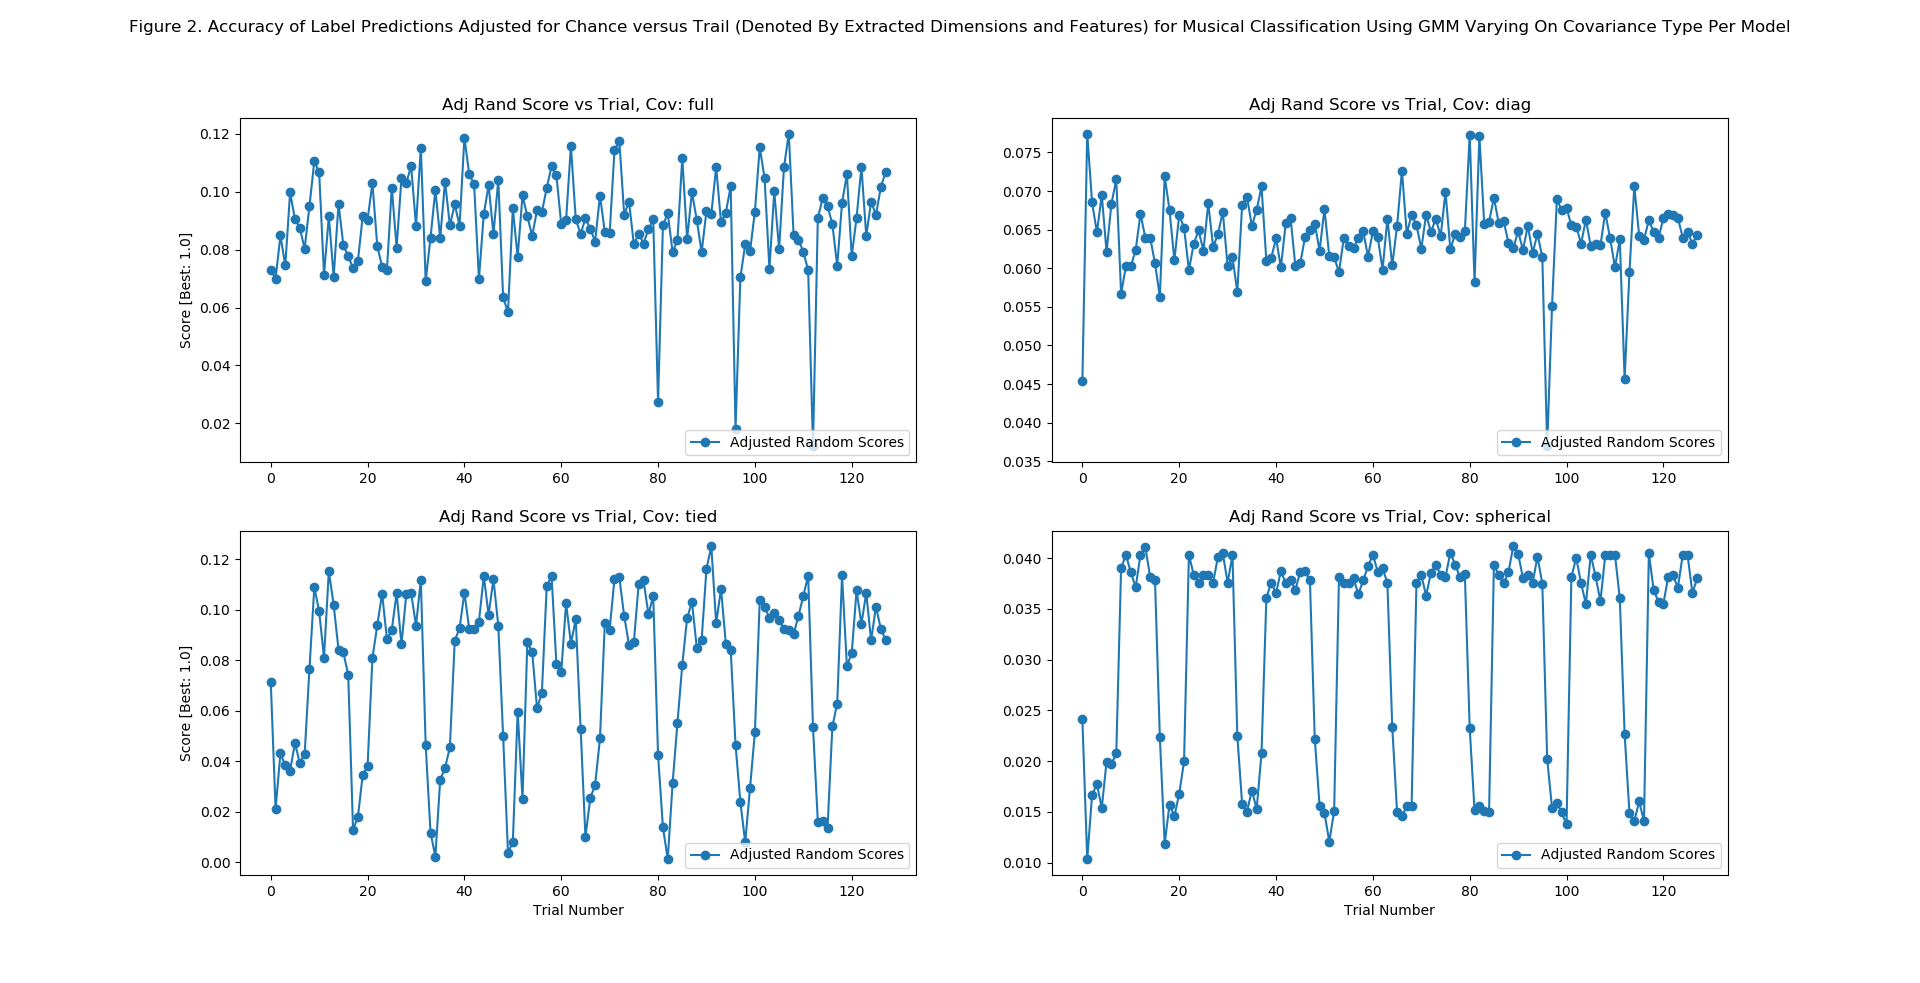 Figure 2. Accuracy of Label Predictions Adjusted for Chance versus Trail (Denoted By Extracted Dimensions and Features) for Musical Classification Using GMM Varying On Covariance Type Per Model
Adj Rand Score vs Trial, Cov: full
Score [Best: 1.0]
0.12
0.10
0.08
0.06
0.04
0.02
Adjusted Random Scores
0 20 40 60 80 100 120
Adj Rand Score vs Trial, Cov: diag
0.075
0.070
0.065
0.060
0.055
0.050
0.045
0.040
0.035
Adjusted Random Scores
0 20 40 60 80 100 120
Adj Rand Score vs Trial, Cov: tied
Score [Best: 1.0]
0.12
0.10
0.08
0.06
0.04
0.02
0.00
Adjusted Random Scores
0 20 40 60 80 100 120
Trial Number
Adj Rand Score vs Trial, Cov: spherical
0.040
0.035
0.030
0.025
0.020
0.015
0.010
Adjusted Random Scores
0 20 40 60 80 100 120
Trial Number